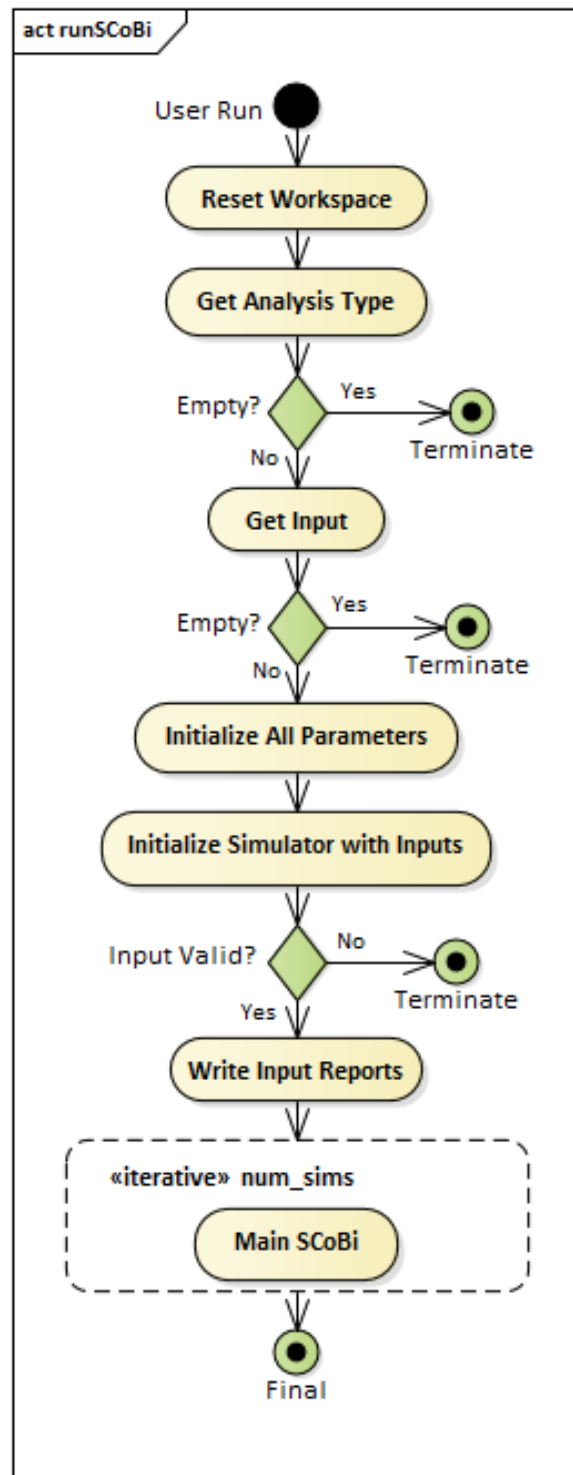 act runSCoBi
User Run
Reset Workspace
Get Analysis Type
Empty?
Yes
Terminate
No
Get Input
Empty?
Yes
Terminate
No
Initialize All Parameters
Initialize Simulator with Inputs
Input Valid?
No
Terminate
Yes
Write Input Reports
«iterative» num_sims
Main SCoBi
Final